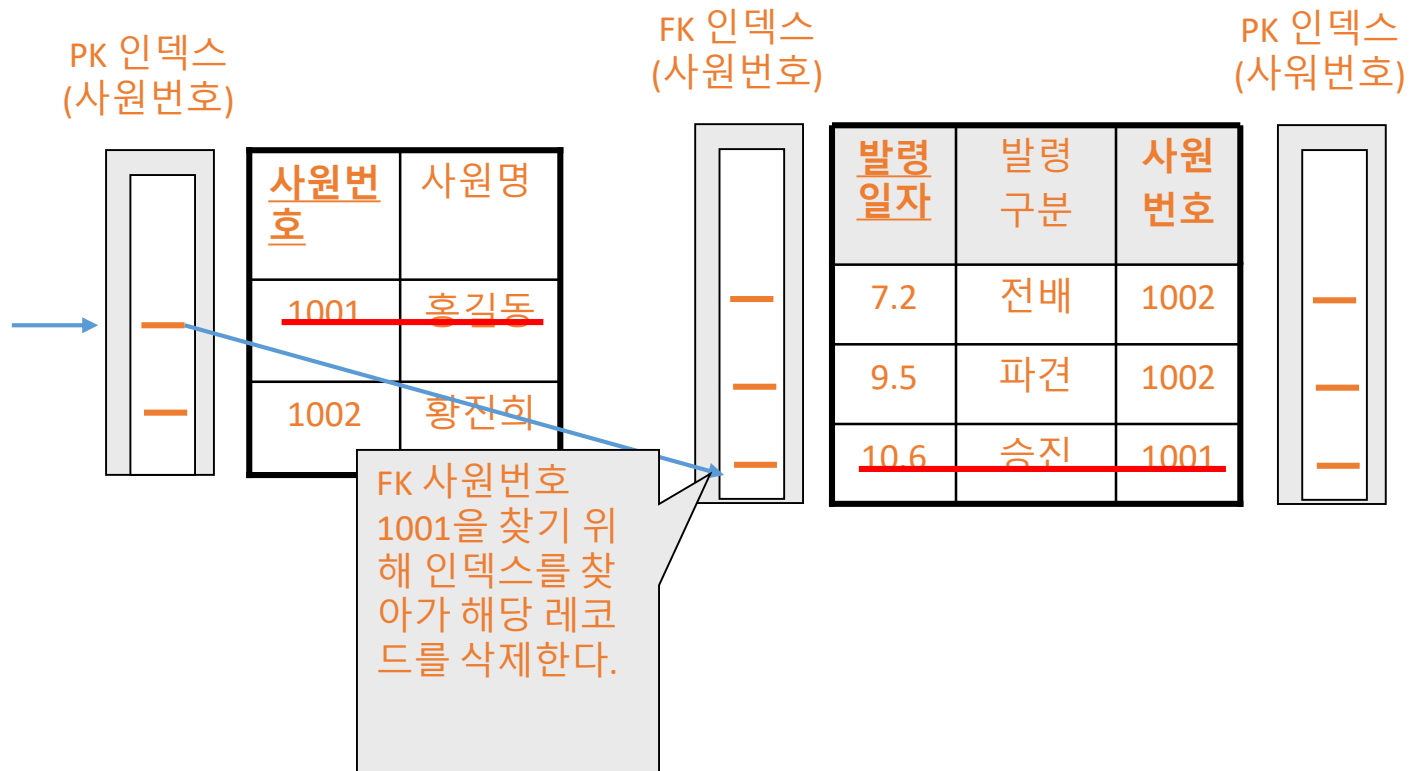 PK 인덱스
(사원번호)
FK 인덱스
(사원번호)
PK 인덱스
(사워번호)
사원번
호
사원명
1001
홍길동
1002
황진희
발령
일자
발령
구분
사원
번호
7.2
전배
1002
9.5
파견
1002
10.6
승진
1001
FK 사원번호
1001을 찾기 위
해 인덱스를 찾
아가 해당 레코
드를 삭제한다.